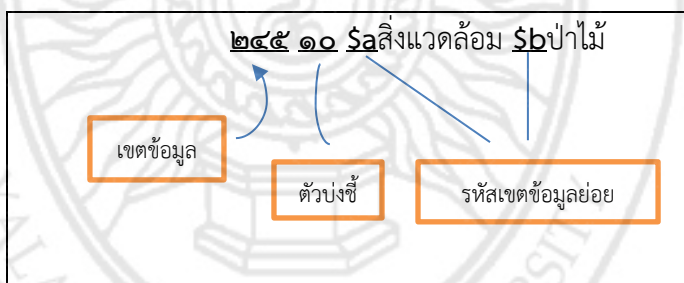 ๒๔๕ ๑๐ $aสิ่งแวดล้อม $bป่าไม้
เขตข้อมูล
ตัวบ่งชี้
รหัสเขตข้อมูลย่อย